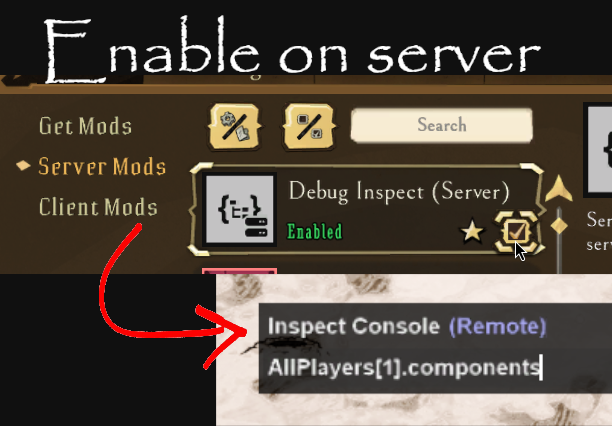 Enable on server
Get Mods
Search
Server Mods
Debug Inspect (Server)
Client Mods
Enabled
Ser
serv
Inspect Console (Remote)
AllPlayers[1].components